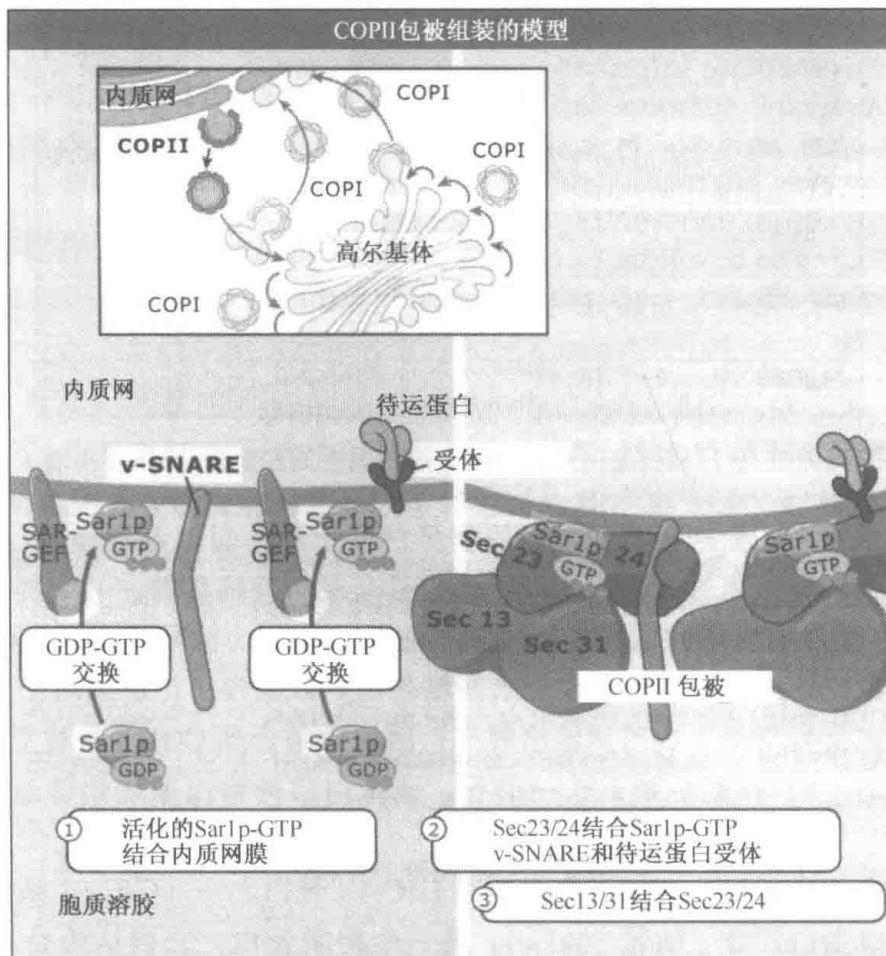 COPII包被组装的模型
内质网
COPI
COPII
COPI
COPI
高尔基体
COPI
内质网
待运蛋白
v-SNARE
受体
SAR-
GEF
Sar1p
GTP
SAR-
GEF
Sar1p
GTP
Sec
23
Sar1p
24
GTP
Sar1p
GTP
Sec 13
Sec 31
GDP-GTP
交换
GDP-GTP
交换
COPII 包被
Sar1p
GDP
Sar1p
GDP
① 活化的Sar1p-GTP
结合内质网膜
② Sec23/24结合Sar1p-GTP
v-SNARE和待运蛋白受体
③ Sec13/31结合Sec23/24
胞质溶胶